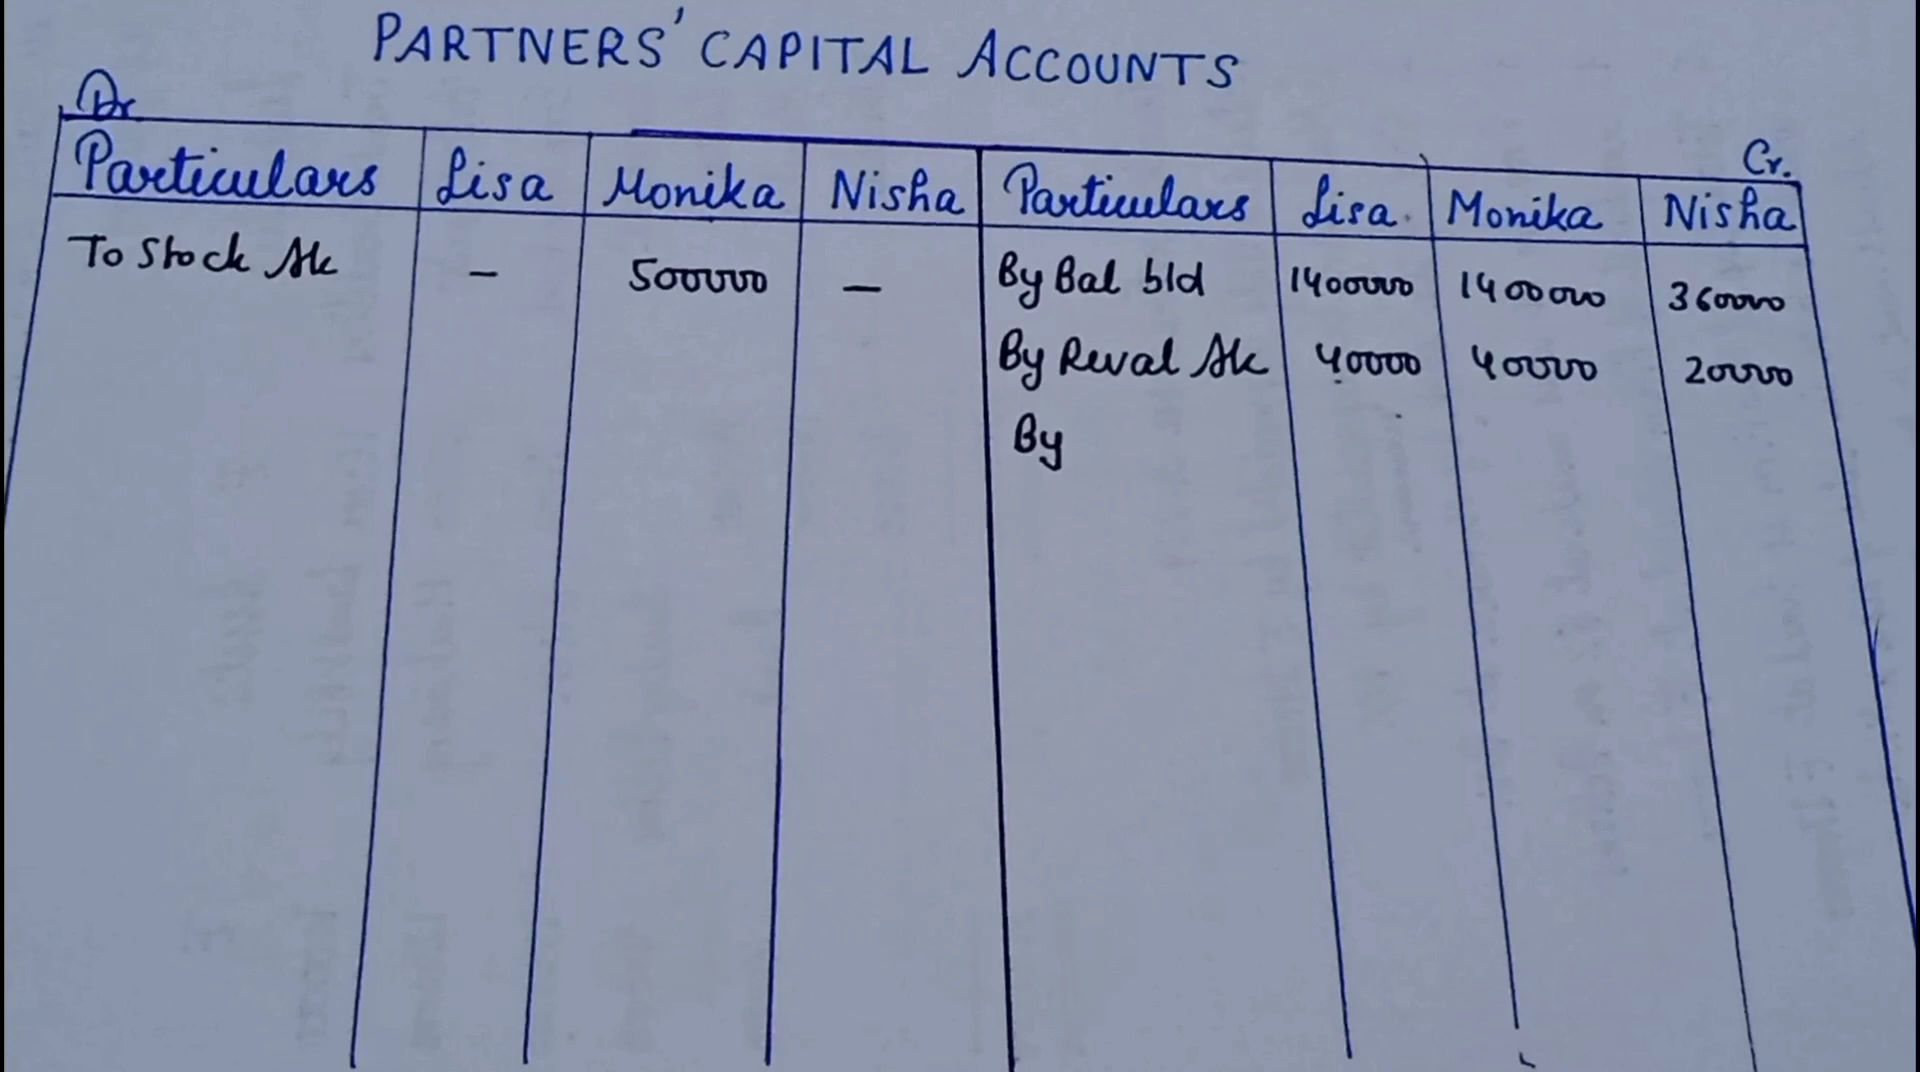 PARTNERS' CAPITAL ACCOUNTS
Dr
Cr.
Particulars Lisa Monika Nisha Particulars Lisa. Monika Nisha
To Stock A/c - 500000 - By Bal b/d 1400000 1400000 360000
By Reval A/c 40000 40000 20000
By